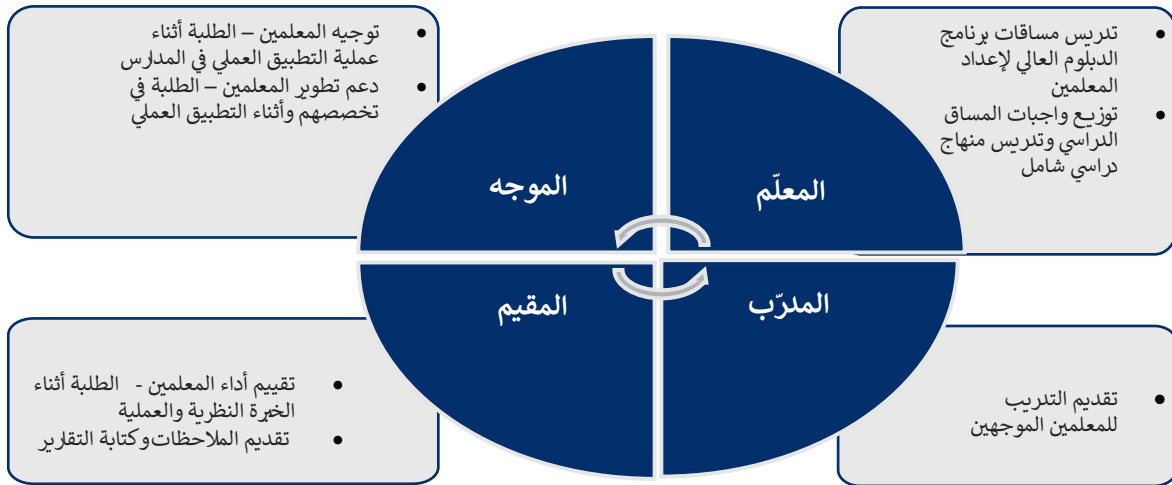 تدريس مساقات برنامج
الدبلوم العالي لإعداد
المعلمين
توزيع واجبات المساق
الدراسي وتدريس منهاج
دراسي شامل
المعلّم
توجيه المعلمين – الطلبة أثناء
عملية التطبيق العملي في المدارس
دعم تطوير المعلمين – الطلبة في
تخصصهم وأثناء التطبيق العملي
الموجه
المدرّب
تقديم التدريب
للمعلمين الموجهين
المقيم
تقييم أداء المعلمين - الطلبة أثناء
الخبرة النظرية والعملية
تقديم الملاحظات وكتابة التقارير